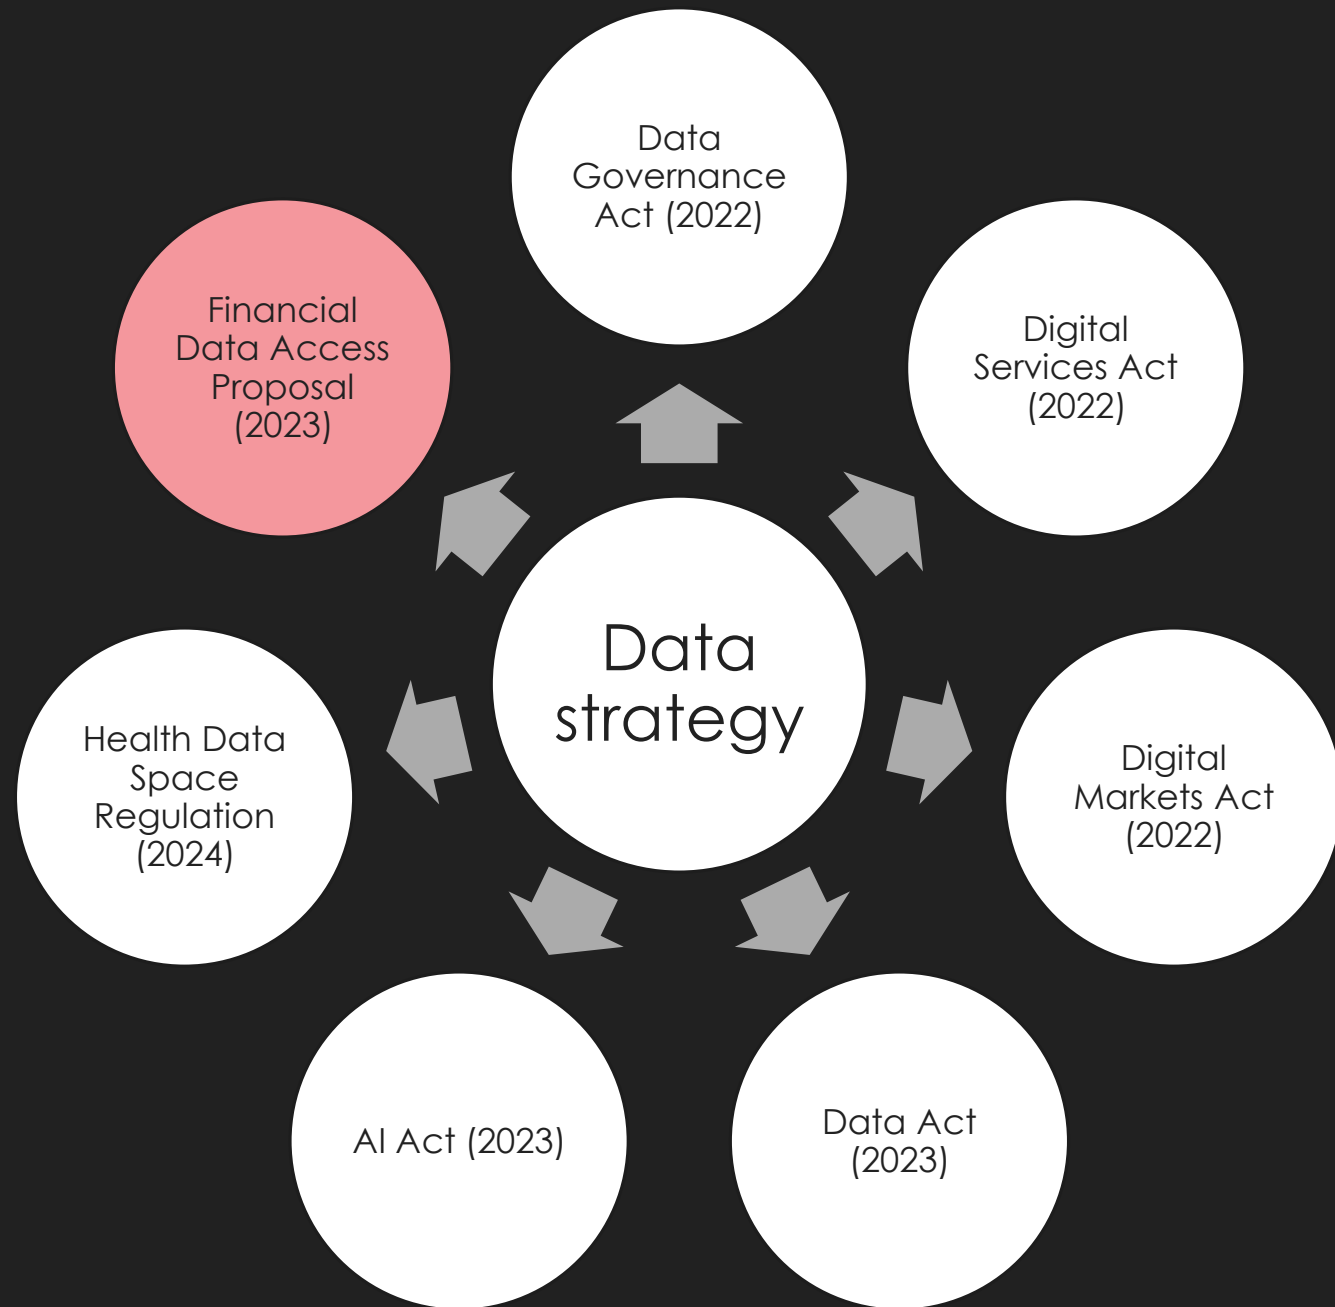 Data
Governance
Act (2022)
Digital
Services Act
(2022)
Digital
Markets Act
(2022)
Data Act
(2023)
AI Act (2023)
Health Data
Space
Regulation
(2024)
Financial
Data Access
Proposal
(2023)
Data
strategy